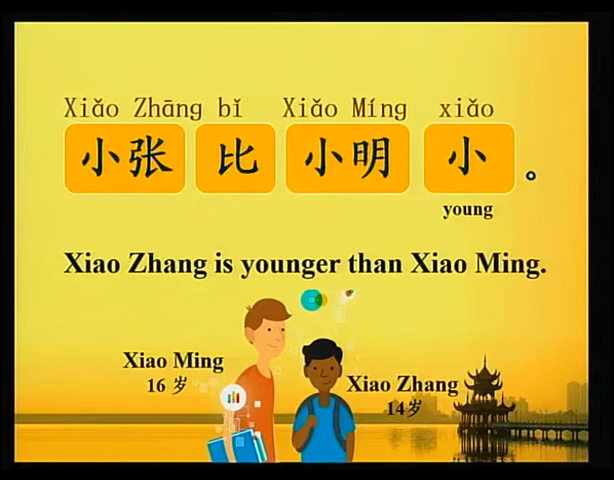 Xiǎo Zhāng bǐ Xiǎo Míng xiǎo
小张 比 小明 小。
young
Xiao Zhang is younger than Xiao Ming.
Xiao Ming
16 岁
Xiao Zhang
14岁